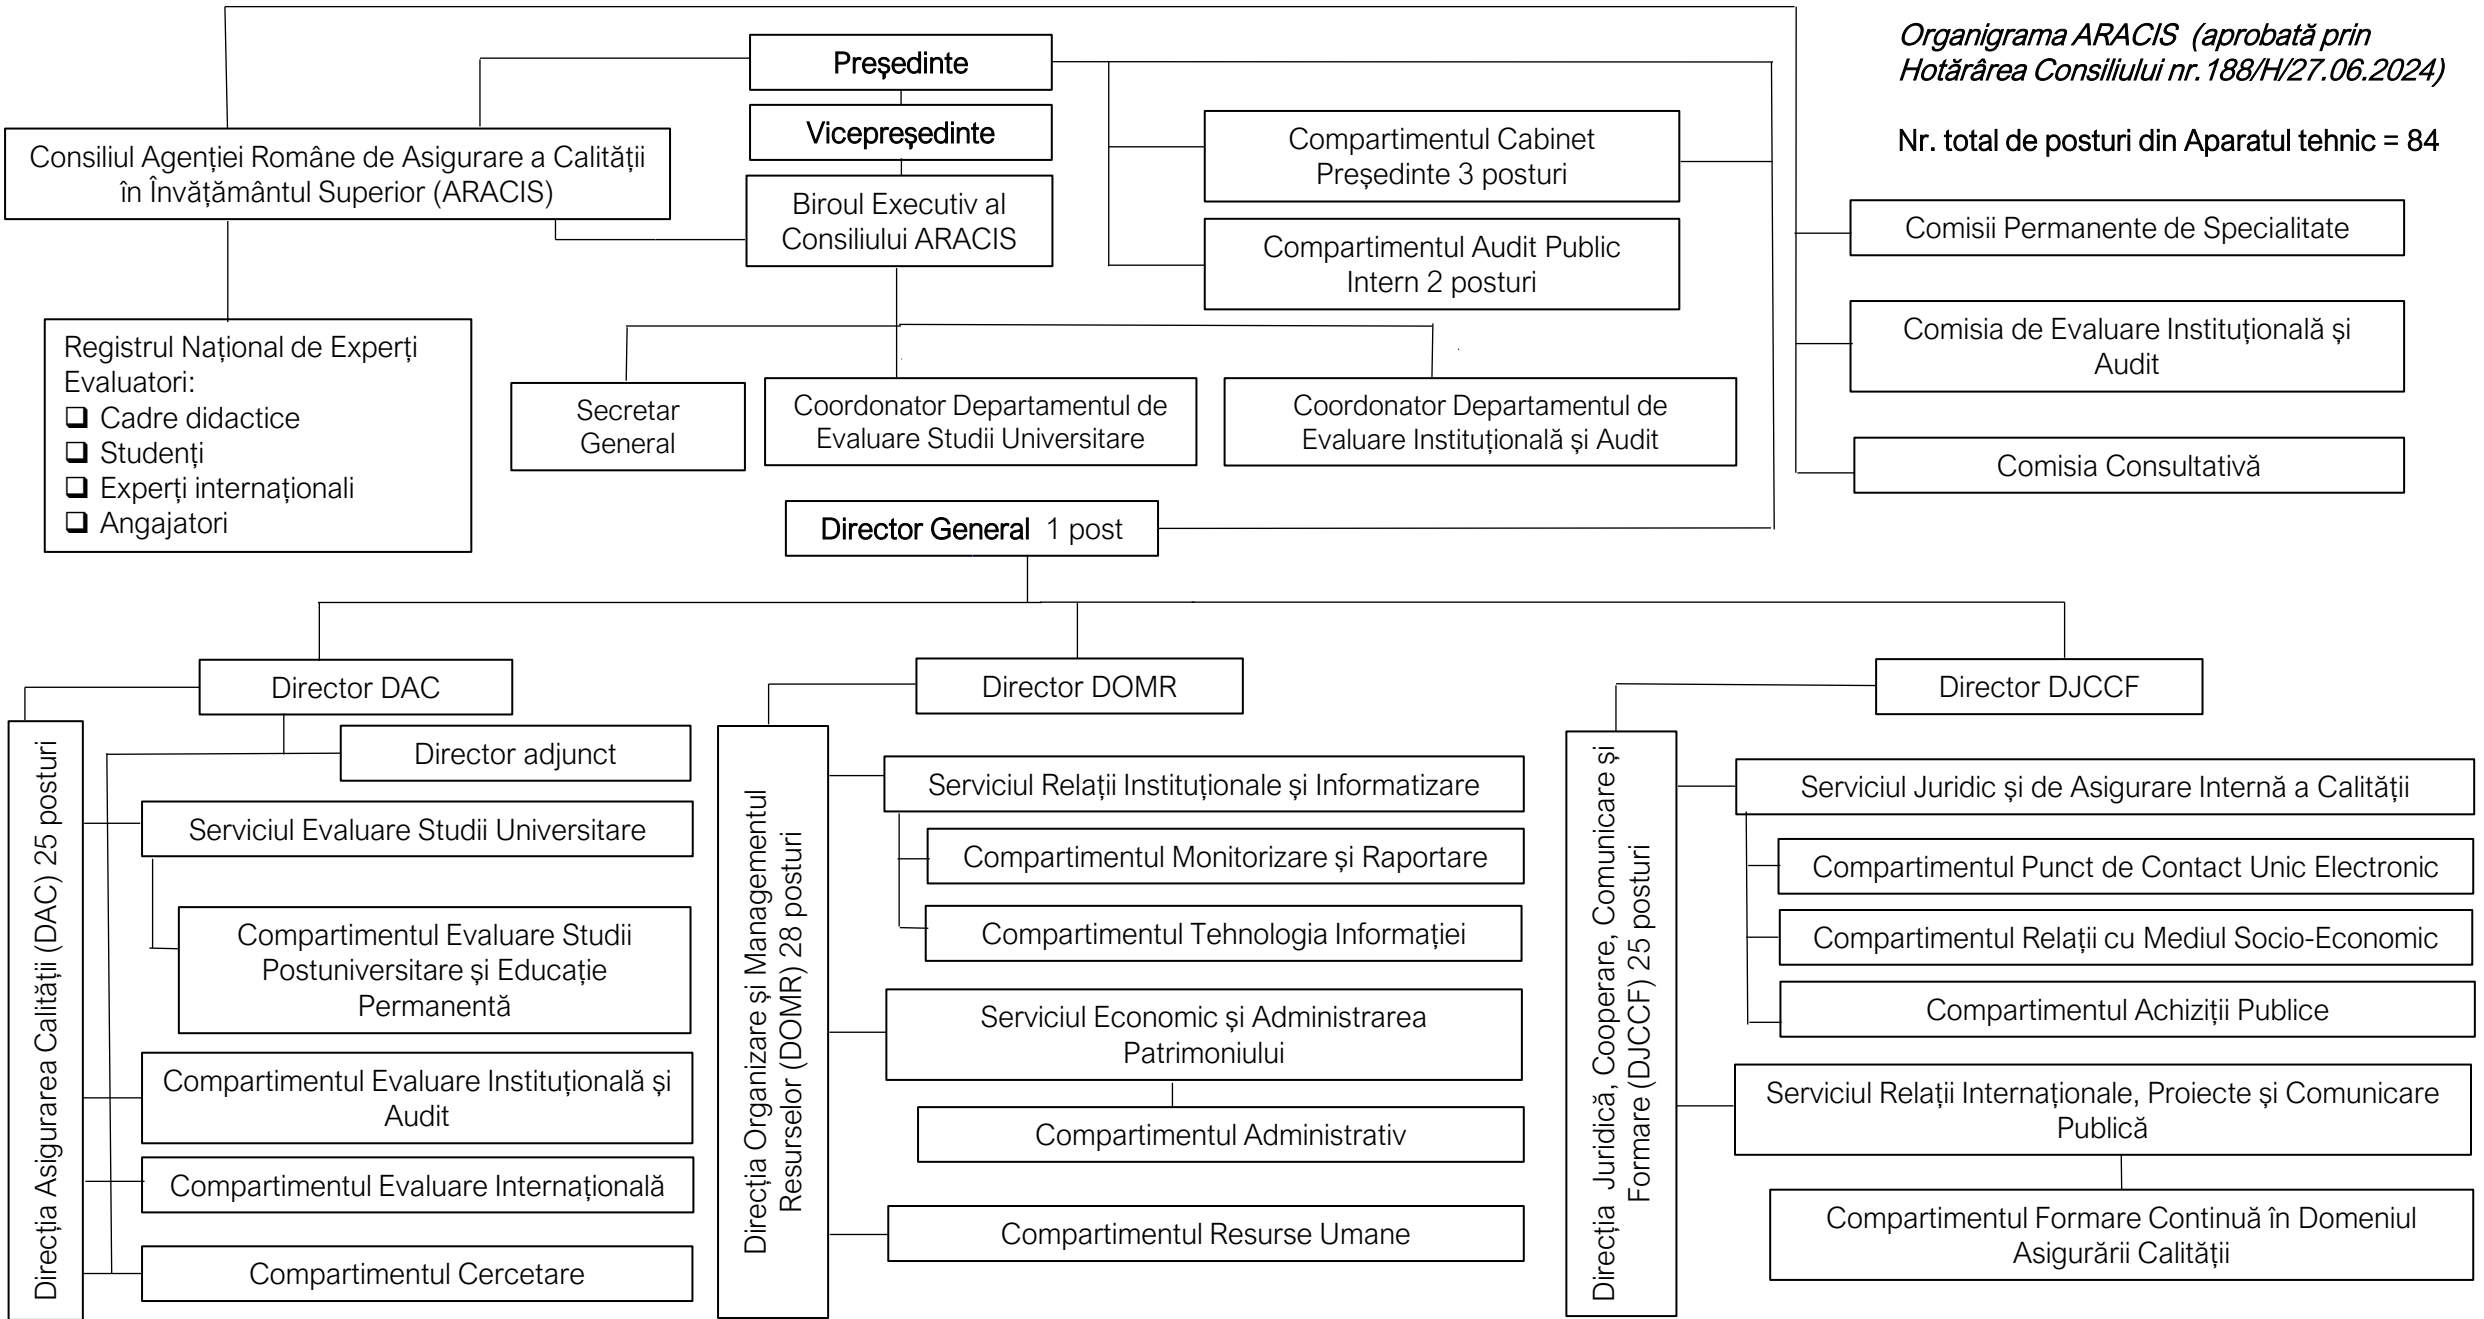 Organigrama ARACIS (aprobată prin
Hotărârea Consiliului nr.188/H/27.06.2024)
Nr. total de posturi din Aparatul tehnic = 84
Președinte
Vicepreședinte
Consiliul Agenției Române de Asigurare a Calității
în Învățământul Superior (ARACIS)
Biroul Executiv al
Consiliului ARACIS
Compartimentul Cabinet
Președinte 3 posturi
Compartimentul Audit Public
Intern 2 posturi
Comisii Permanente de Specialitate
Comisia de Evaluare Instituțională și
Audit
Comisia Consultativă
Registrul Național de Experți
Evaluatori:
❑ Cadre didactice
❑ Studenți
❑ Experți internaționali
❑ Angajatori
Secretar
General
Coordonator Departamentul de
Evaluare Studii Universitare
Coordonator Departamentul de
Evaluare Instituțională și Audit
Director General 1 post
Director DAC
Director DOMR
Director DJCCF
Direcția Asigurarea Calității (DAC) 25 posturi
Director adjunct
Serviciul Evaluare Studii Universitare
Compartimentul Evaluare Studii
Postuniversitare și Educație
Permanentă
Compartimentul Evaluare Instituțională și
Audit
Compartimentul Evaluare Internațională
Compartimentul Cercetare
Direcția Organizare și Managementul
Resurselor (DOMR) 28 posturi
Serviciul Relații Instituționale și Informatizare
Compartimentul Monitorizare și Raportare
Compartimentul Tehnologia Informației
Serviciul Economic și Administrarea
Patrimoniului
Compartimentul Administrativ
Compartimentul Resurse Umane
Direcția Juridică, Cooperare, Comunicare și
Formare (DJCCF) 25 posturi
Serviciul Juridic și de Asigurare Internă a Calității
Compartimentul Punct de Contact Unic Electronic
Compartimentul Relații cu Mediul Socio-Economic
Compartimentul Achiziții Publice
Serviciul Relații Internaționale, Proiecte și Comunicare
Publică
Compartimentul Formare Continuă în Domeniul
Asigurării Calității